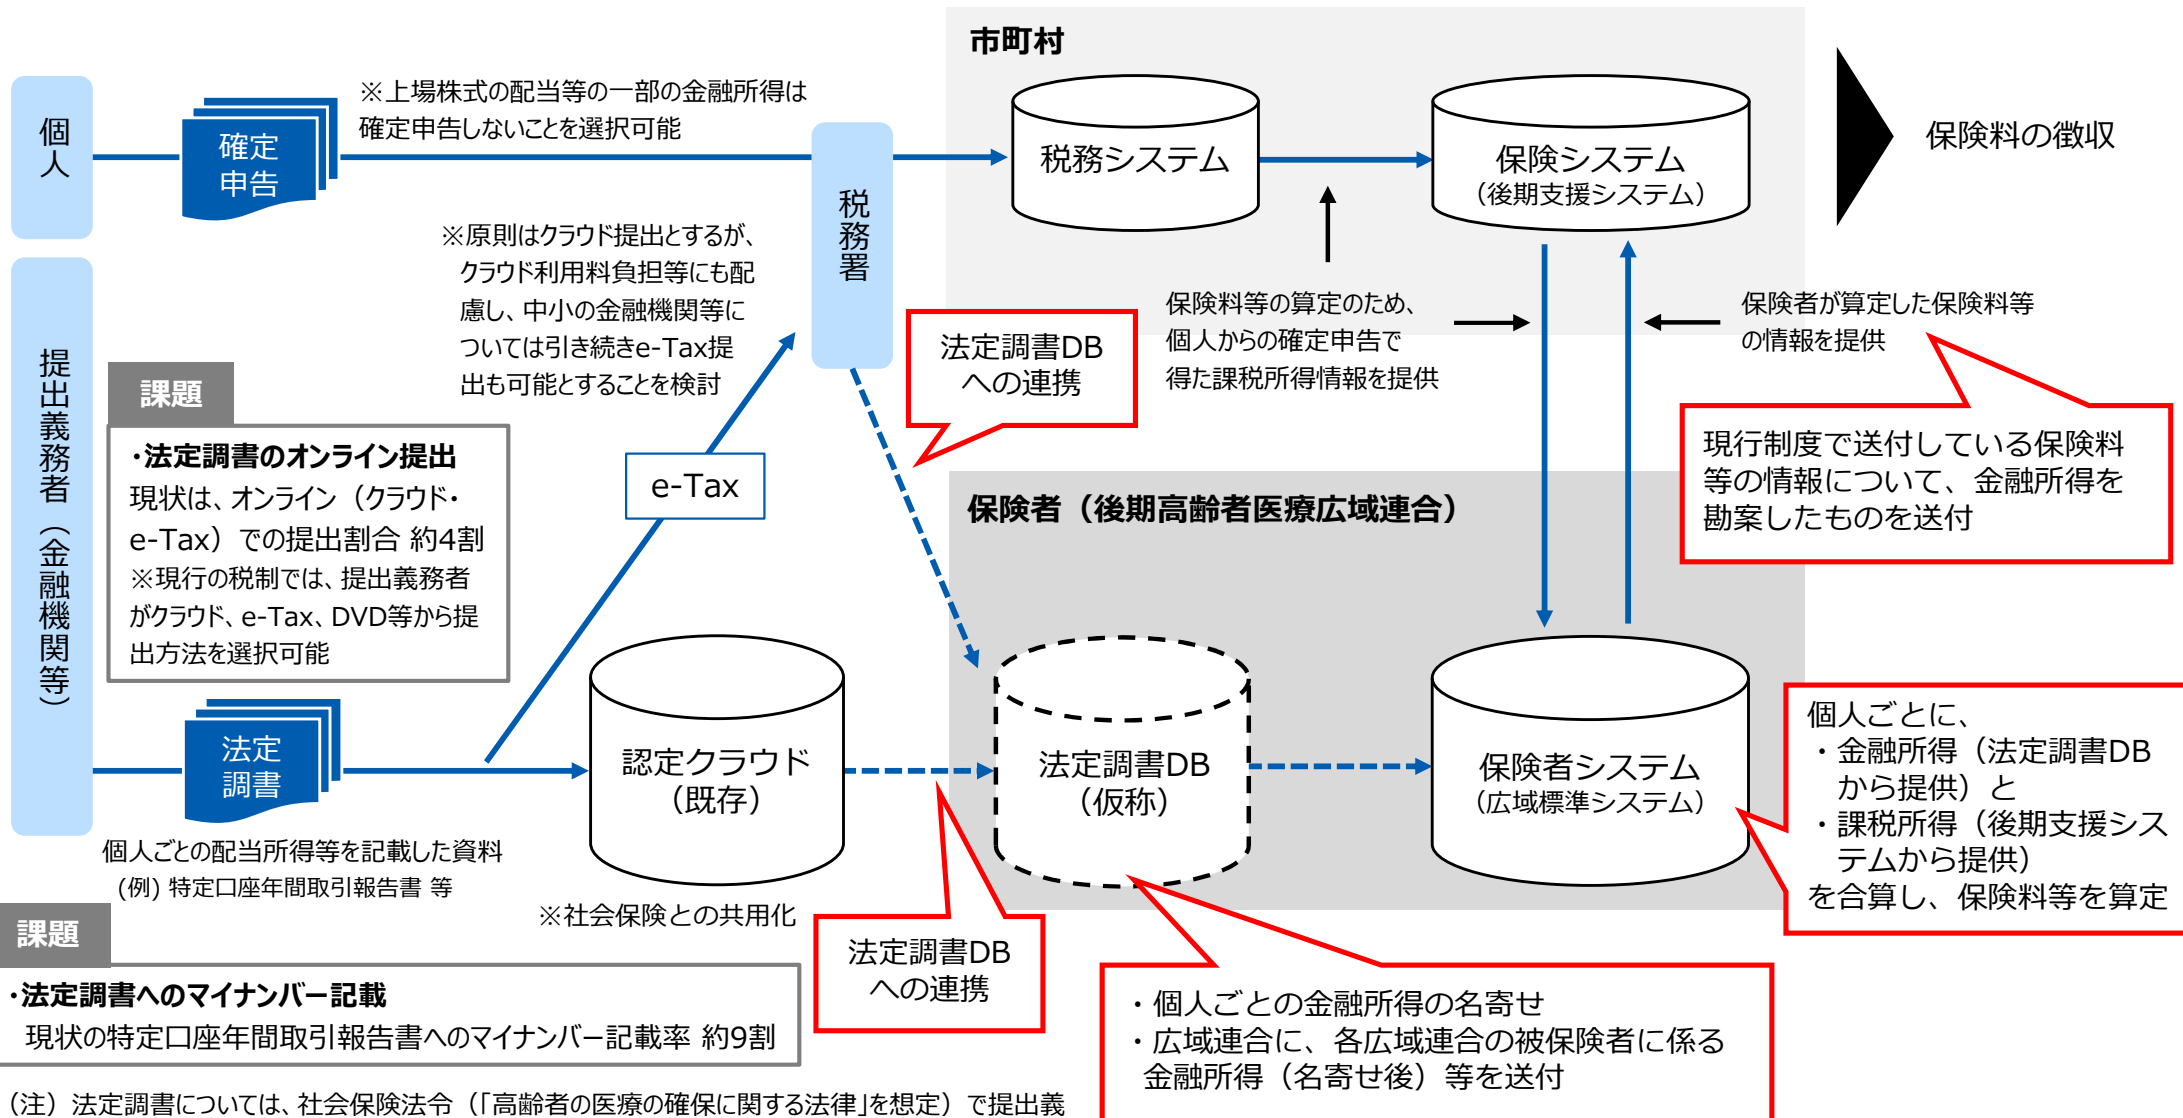 市町村
個人
確定
申告
※上場株式の配当等の一部の金融所得は
確定申告しないことを選択可能
税務署
税務システム
保険システム
（後期支援システム）
保険料の徴収
※原則はクラウド提出とするが、
クラウド利用料負担等にも配
慮し、中小の金融機関等に
ついては引き続きe-Tax提
出も可能とすることを検討
保険料等の算定のため、
個人からの確定申告で
得た課税所得情報を提供
保険者が算定した保険料等
の情報を提供
法定調書DB
への連携
提出義務者（金融機関等）
課題
・法定調書のオンライン提出
現状は、オンライン（クラウド・
e-Tax）での提出割合 約4割
※現行の税制では、提出義務者
がクラウド、e-Tax、DVD等から提
出方法を選択可能
e-Tax
現行制度で送付している保険料
等の情報について、金融所得を
勘案したものを送付
保険者（後期高齢者医療広域連合）
法定
調書
認定クラウド
（既存）
法定調書DB
（仮称）
保険者システム
（広域標準システム）
個人ごとに、
・金融所得（法定調書DB
から提供）と
・課税所得（後期支援シス
テムから提供）
を合算し、保険料等を算定
個人ごとの配当所得等を記載した資料
(例) 特定口座年間取引報告書 等
※社会保険との共用化
課題
・法定調書へのマイナンバー記載
現状の特定口座年間取引報告書へのマイナンバー記載率 約9割
法定調書DB
への連携
・個人ごとの金融所得の名寄せ
・広域連合に、各広域連合の被保険者に係る
金融所得（名寄せ後）等を送付
（注）法定調書については、社会保険法令（「高齢者の医療の確保に関する法律」を想定）で提出義